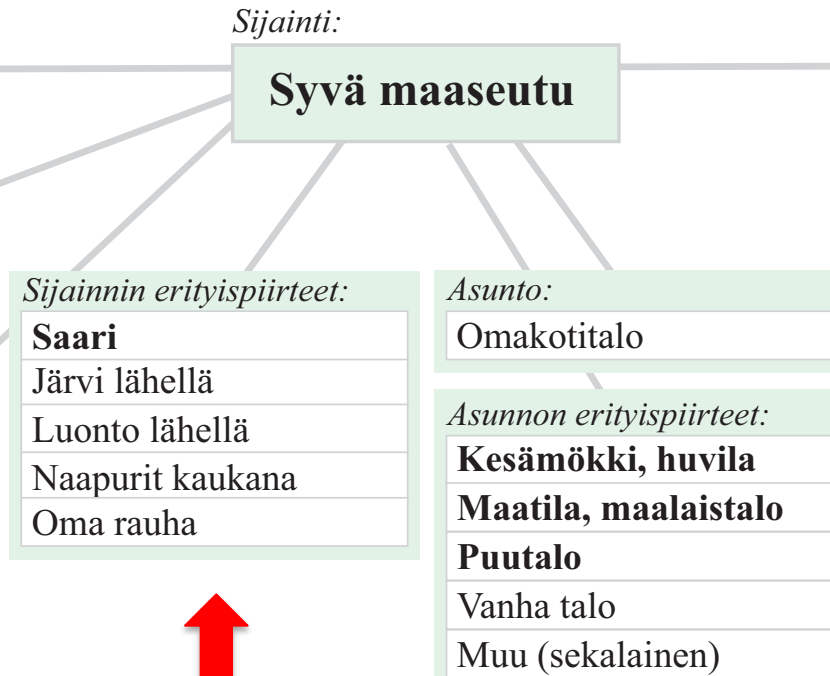 Sijainti:
Syvä maaseutu
Sijainnin erityispiirteet:
Saari
Järvi lähellä
Luonto lähellä
Naapurit kaukana
Oma rauha
Asunto:
Omakotitalo
Asunnon erityispiirteet:
Kesämökki, huvila
Maatila, maalaistalo
Puutalo
Vanha talo
Muu (sekalainen)